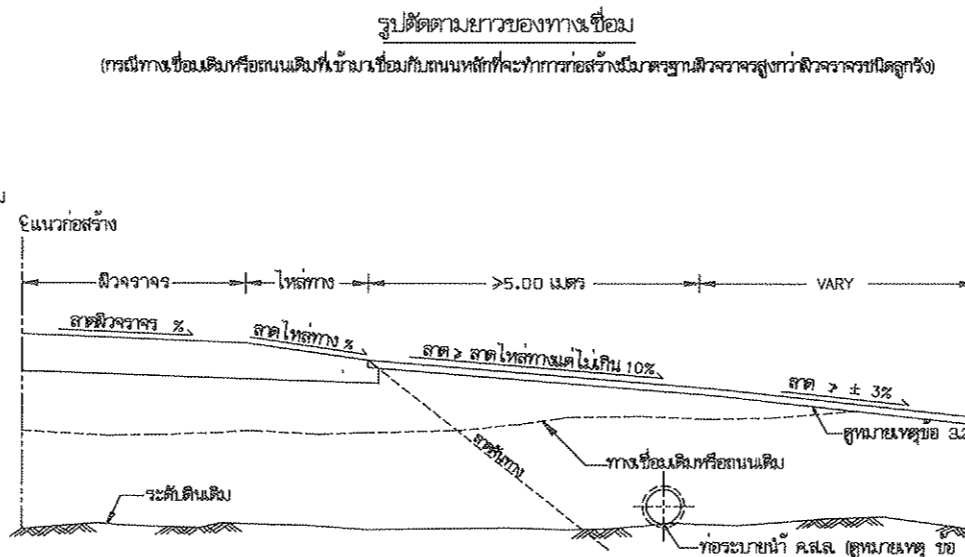 รูปตัดตามยาวของทางเชื่อม
(กรณีทางเชื่อมเดิมหรือถนนเดิมที่เข้ามาเชื่อมกับถนนหลักที่จะทำการก่อสร้างมีมาตรฐานผิวจราจรสูงกว่าผิวจราจรชนิดลูกรัง)
℄แนวก่อสร้าง
ผิวจราจร
ไหล่ทาง
>5.00 เมตร
VARY
ลาดผิวจราจร %
ลาดไหล่ทาง %
ลาด ≥ ลาดไหล่ทางแต่ไม่เกิน 10%
ลาด > ± 3%
ดูหมายเหตุข้อ 3.2
ลาดคันทาง
ทางเชื่อมเดิมหรือถนนเดิม
ระดับดินเดิม
ท่อระบายน้ำ ค.ส.ล. (ดูหมายเหตุ ข้อ